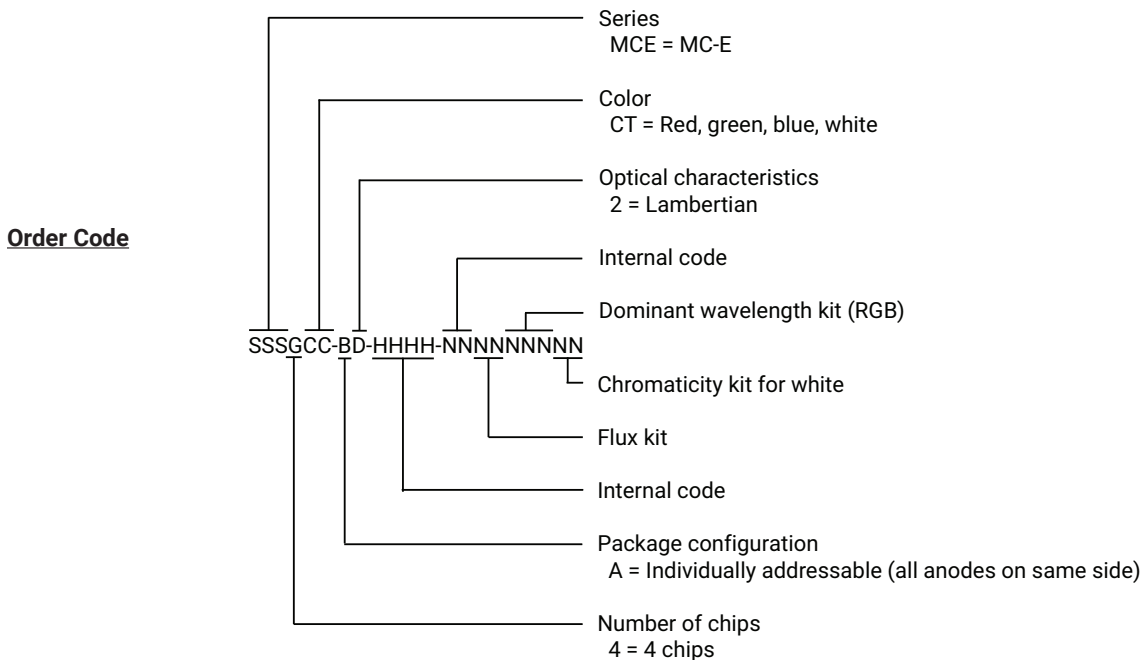 Series
MCE = MC-E
Color
CT = Red, green, blue, white
Optical characteristics
2 = Lambertian
Order Code
Internal code
Dominant wavelength kit (RGB)
SSSGCC-BD-HHHH-NNNNNNNNN
Chromaticity kit for white
Flux kit
Internal code
Package configuration
A = Individually addressable (all anodes on same side)
Number of chips
4 = 4 chips